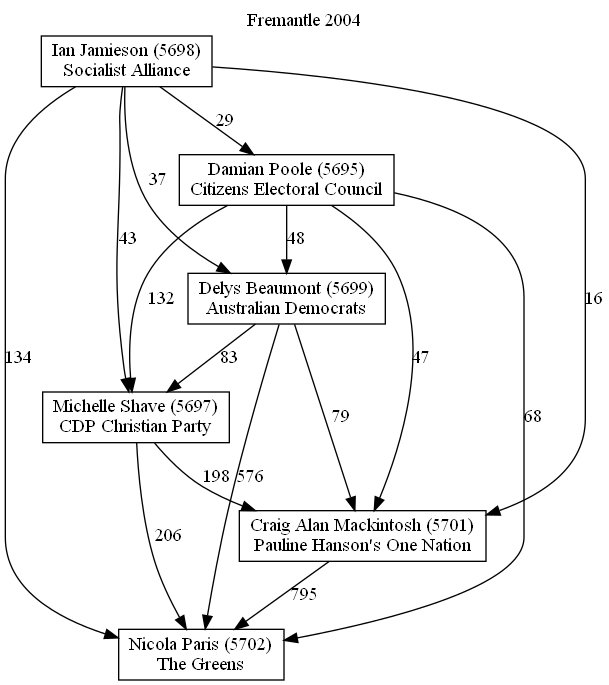 Fremantle 2004
Ian Jamieson (5698)
Socialist Alliance
29
Damian Poole (5695)
Citizens Electoral Council
37
43
48
132
16
Delys Beaumont (5699)
Australian Democrats
134
83
47
Michelle Shave (5697)
CDP Christian Party
79
68
198
576
Craig Alan Mackintosh (5701)
Pauline Hanson's One Nation
206
795
Nicola Paris (5702)
The Greens